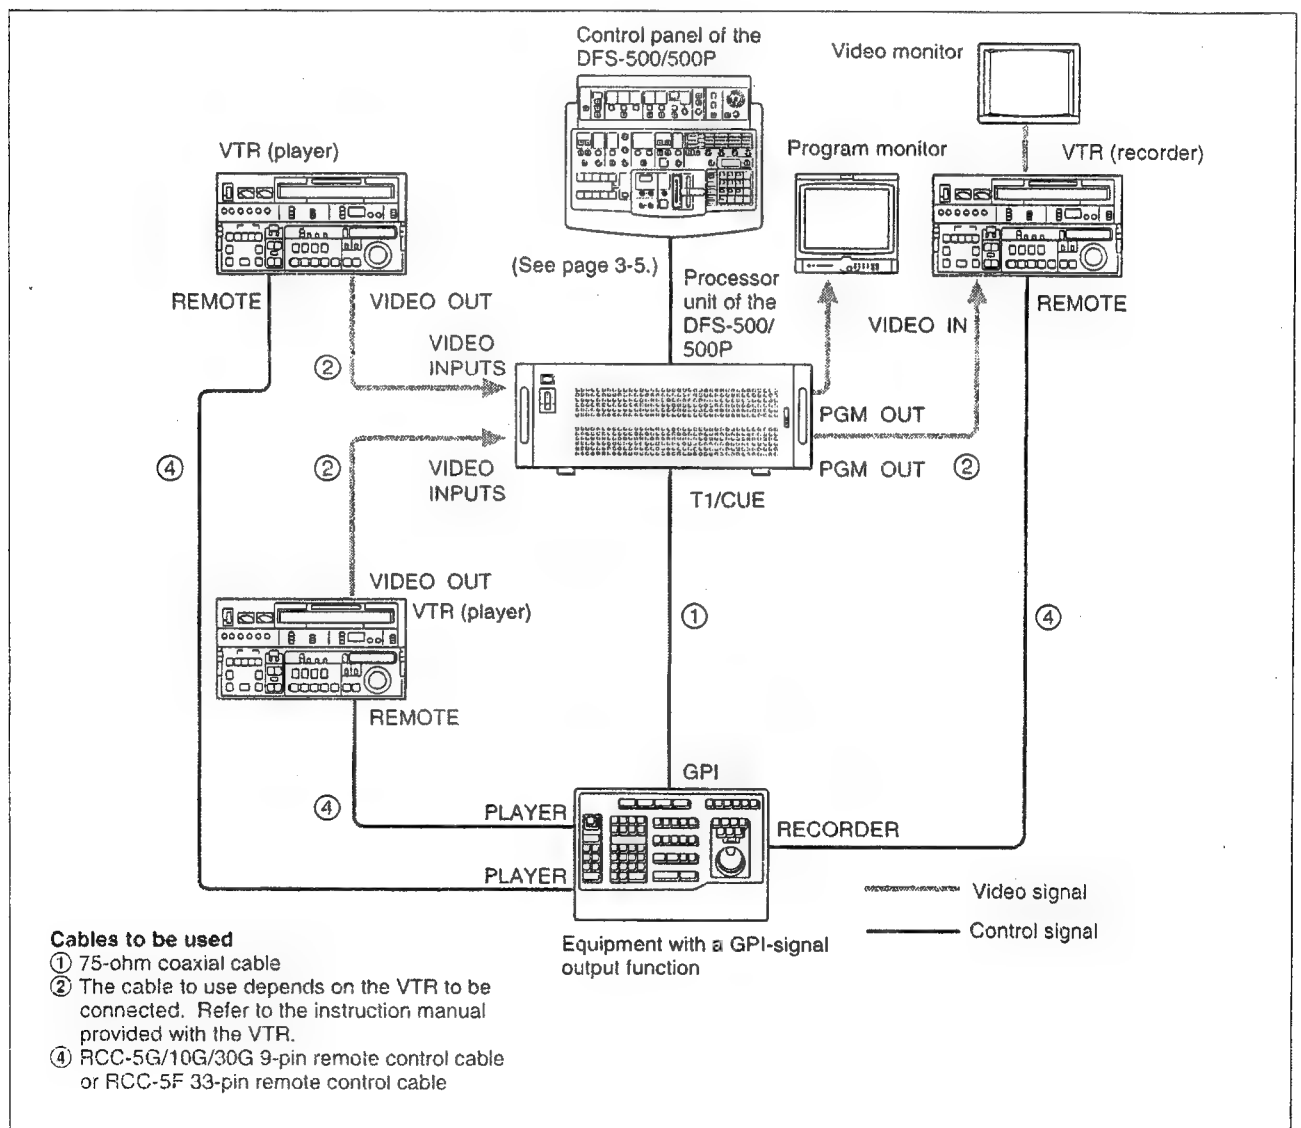 Control panel of the
DFS-500/500P
Video monitor
VTR (player)
Program monitor
VTR (recorder)
(See page 3-5.)
Processor
unit of the
DFS-500/
500P
REMOTE
VIDEO OUT
VIDEO IN
REMOTE
VIDEO
INPUTS
②
PGM OUT
④
②
VIDEO
INPUTS
PGM OUT
②
T1/CUE
VIDEO OUT
VTR (player)
①
④
REMOTE
GPI
④
PLAYER
RECORDER
PLAYER
Video signal
Control signal
Cables to be used
① 75-ohm coaxial cable
② The cable to use depends on the VTR to be
connected. Refer to the instruction manual
provided with the VTR.
④ RCC-5G/10G/30G 9-pin remote control cable
or RCC-5F 33-pin remote control cable
Equipment with a GPI-signal
output function